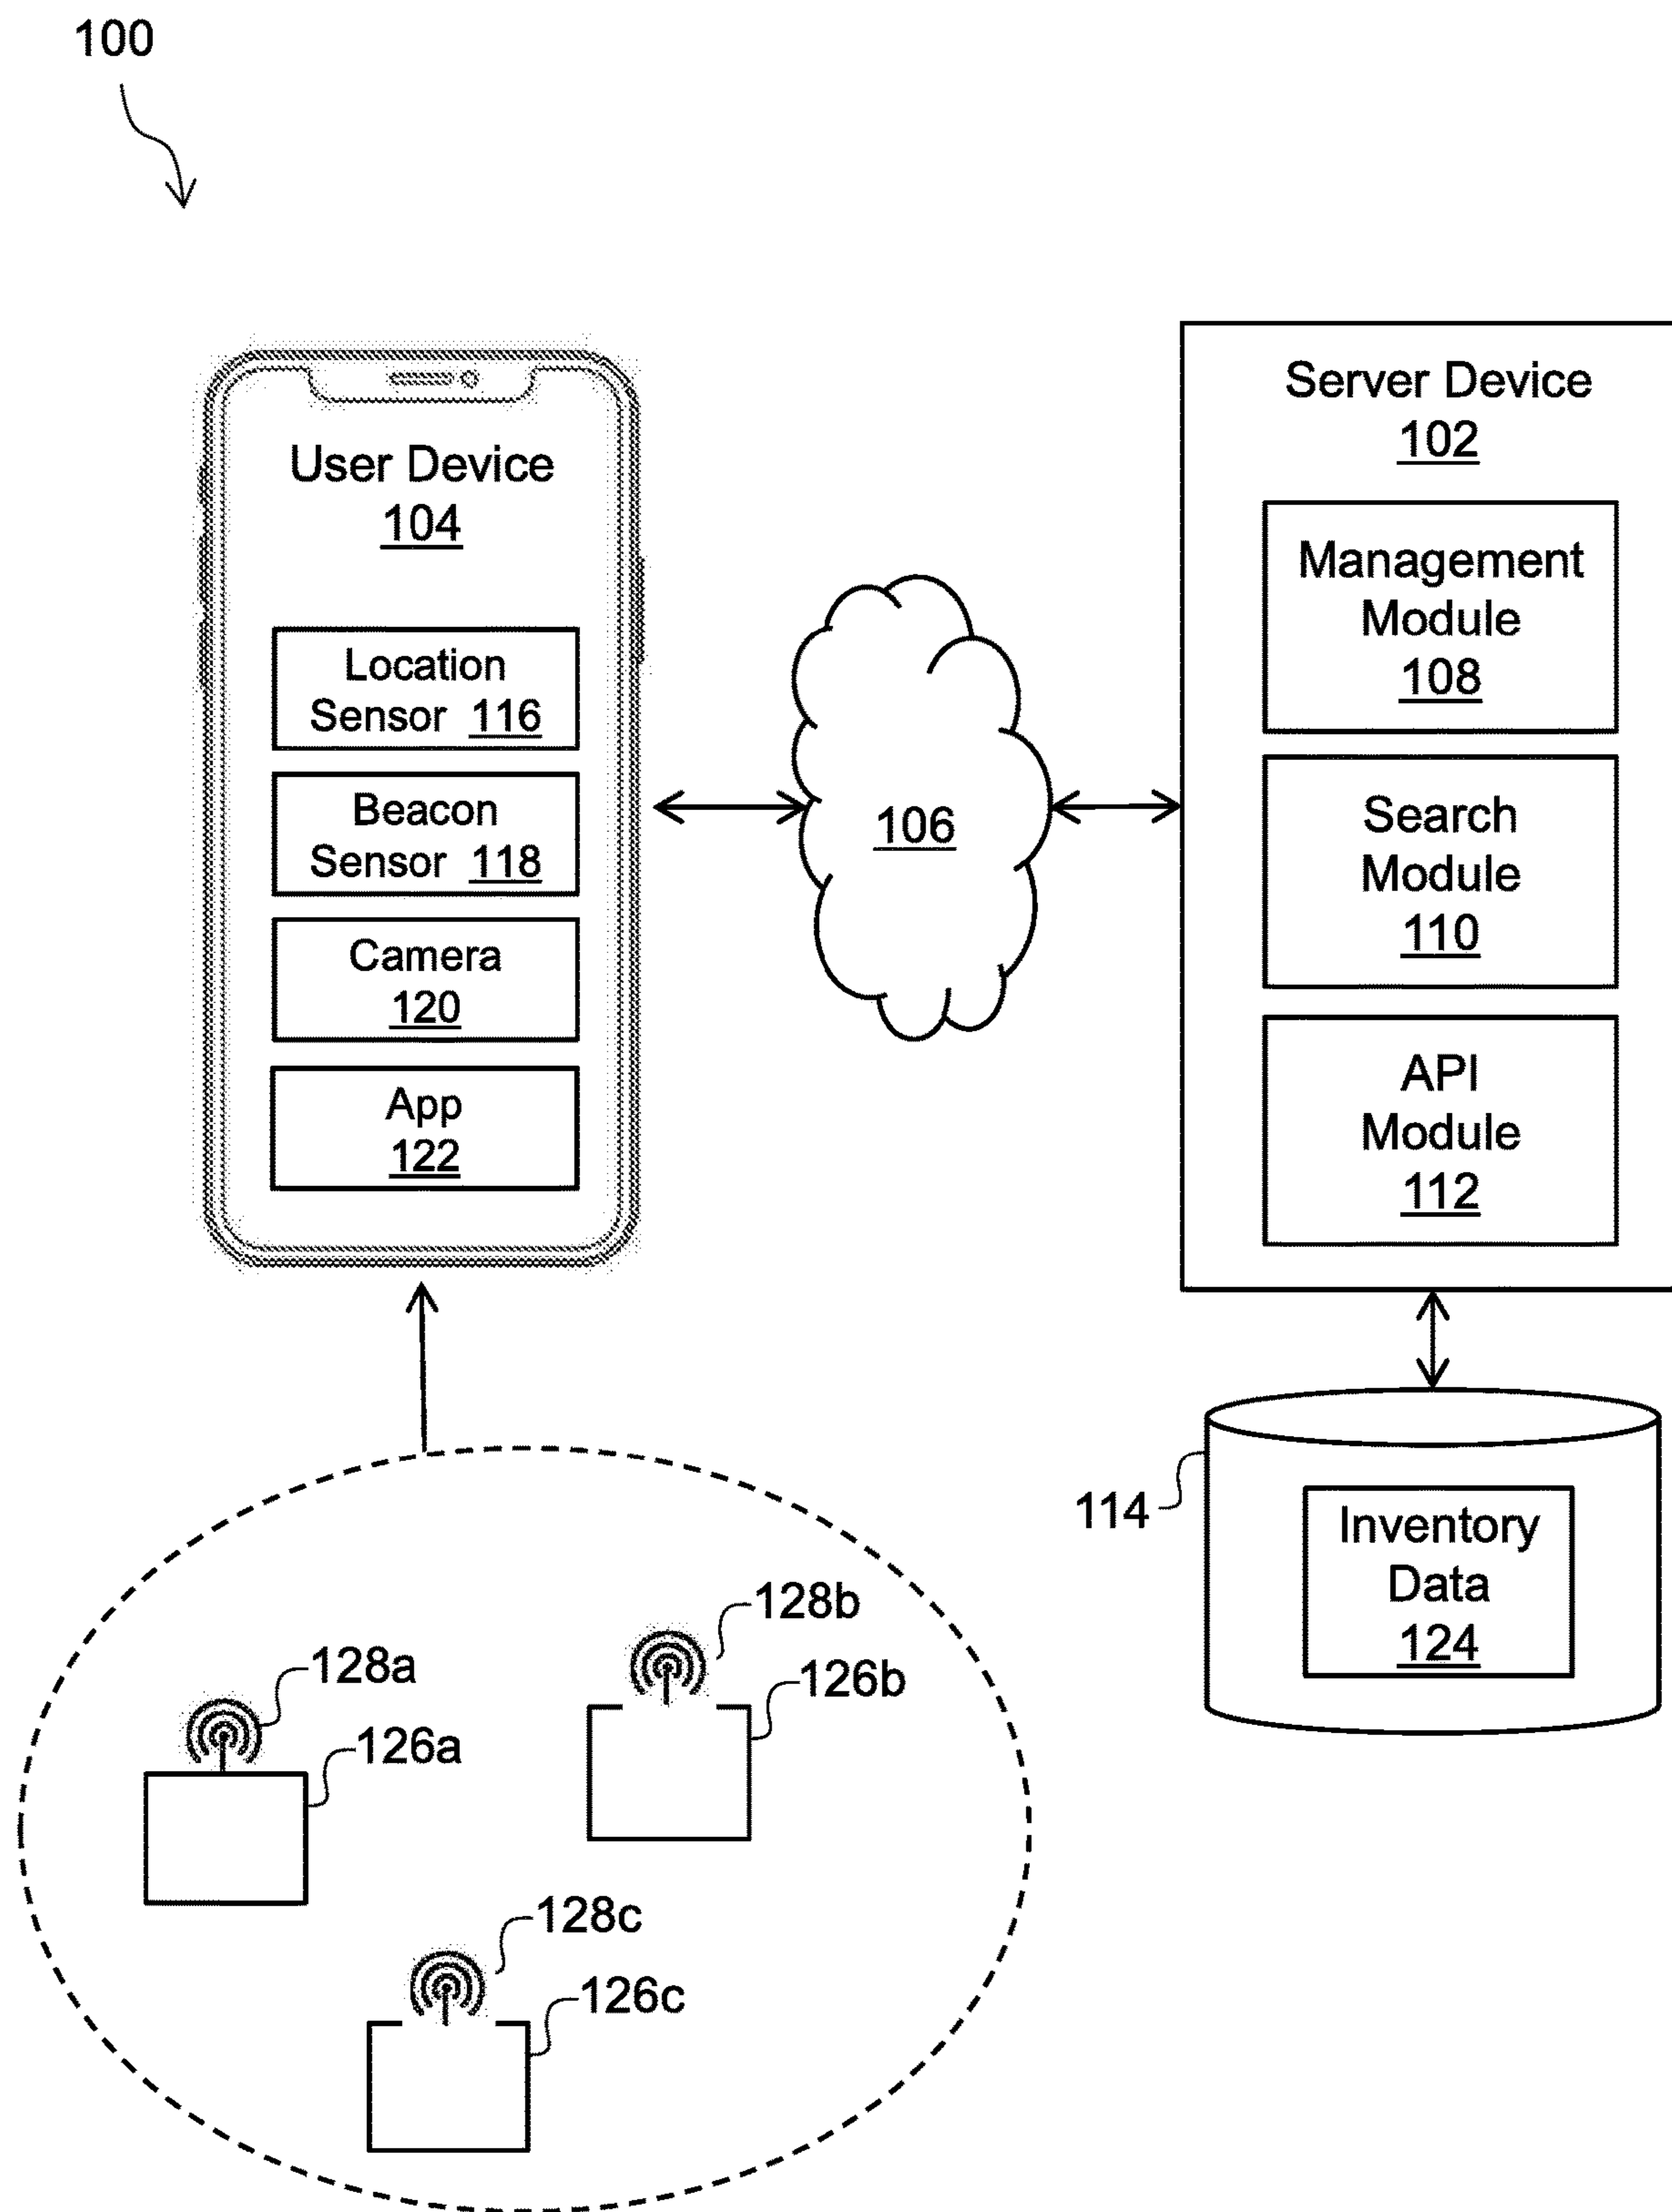 100
User Device
104
Location
Sensor 116
Beacon
Sensor 118
Camera
120
App
122
106
Server Device
102
Management
Module
108
Search
Module
110
API
Module
112
114
Inventory
Data
124
128a
126a
128b
126b
128c
126c